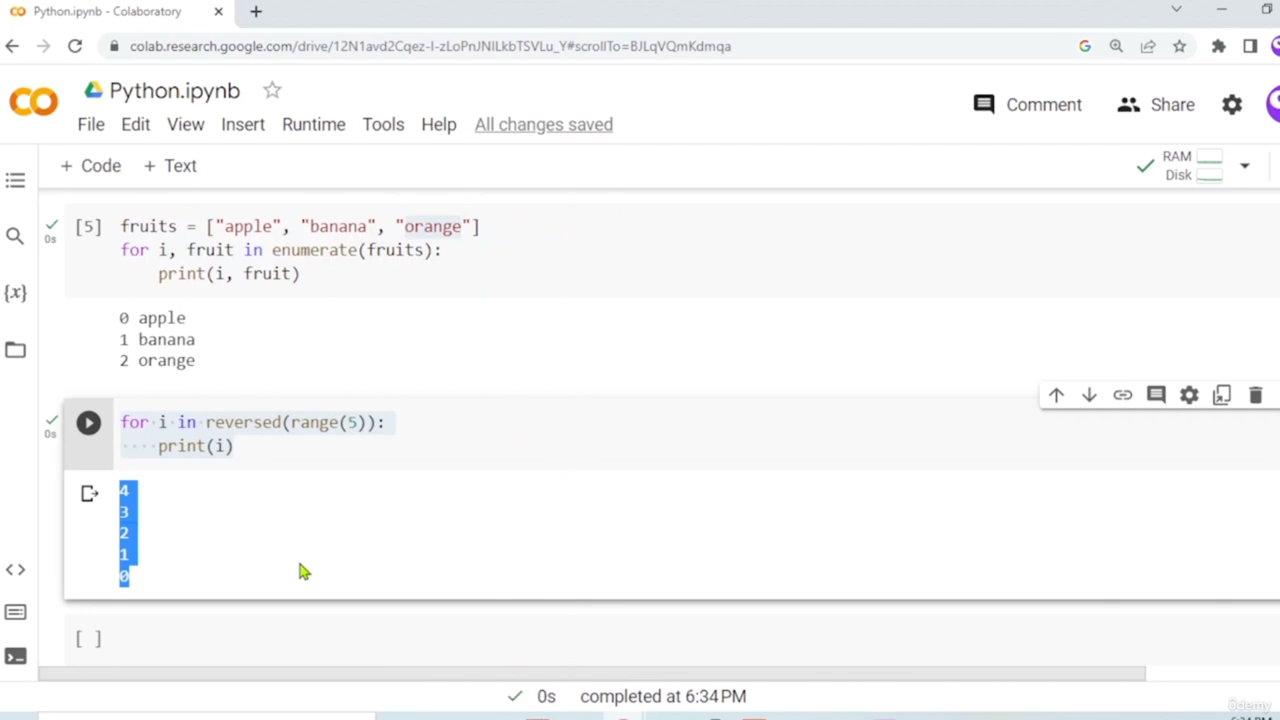 Python.ipynb - Colaboratory
colab.research.google.com/drive/12N1avd2Cqez-I-zLoPnJNlLkbTSVLu_Y#scrollTo=BJLqVQmKdmqa
Python.ipynb
Comment
Share
File Edit View Insert Runtime Tools Help All changes saved
+ Code + Text
RAM
Disk
[5] fruits = ["apple", "banana", "orange"]
0s
for i, fruit in enumerate(fruits):
print(i, fruit)
0 apple
1 banana
2 orange
for i in reversed(range(5)):
0s
print(i)
4
3
2
1
0
[ ]
0s completed at 6:34 PM
ûdemy